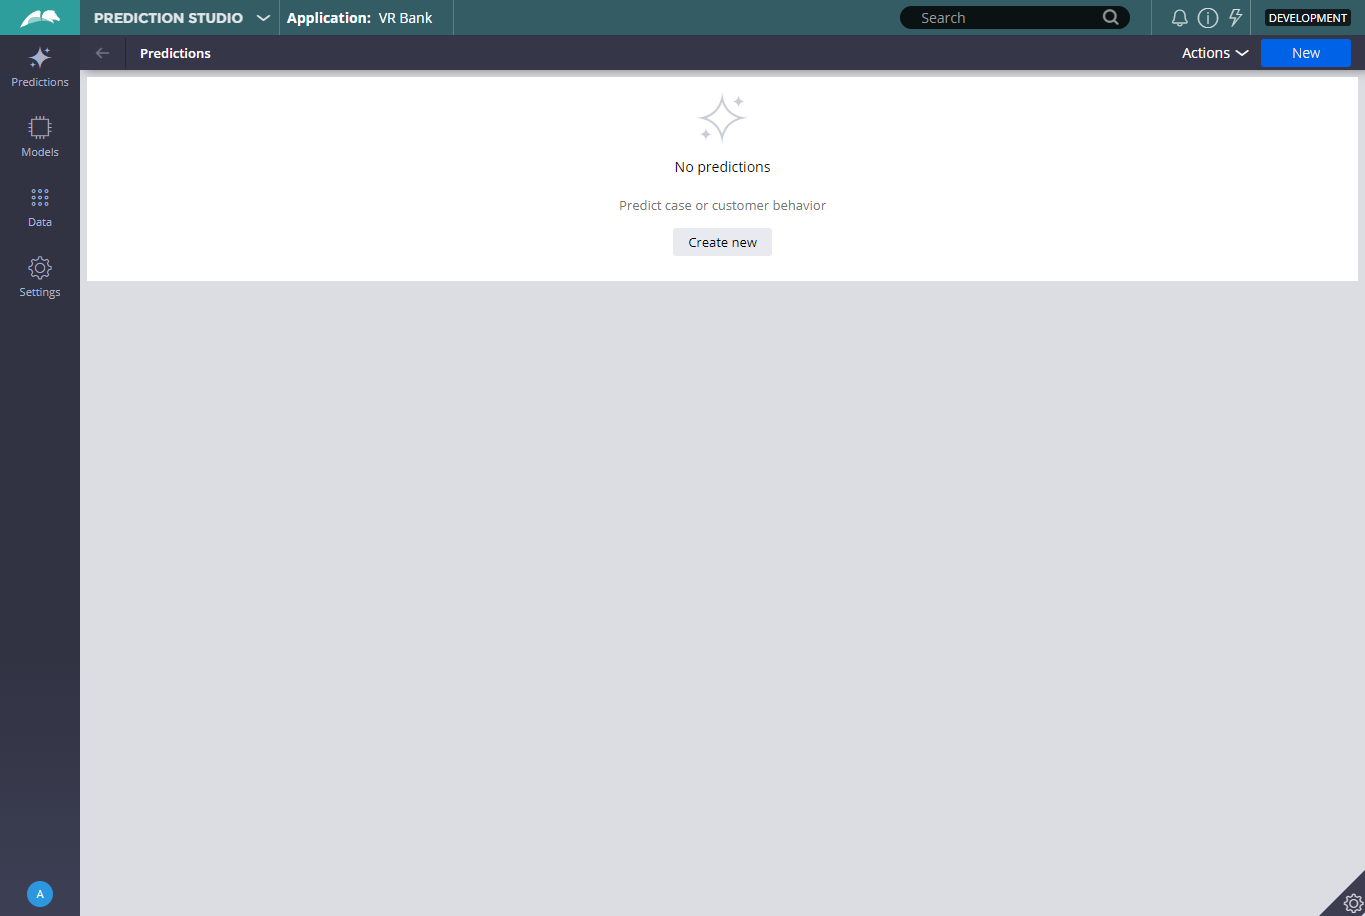 PREDICTION STUDIO
Application: VR Bank
Search
DEVELOPMENT
Predictions
Actions
New
Predictions
Models
Data
Settings
No predictions
Predict case or customer behavior
Create new
A